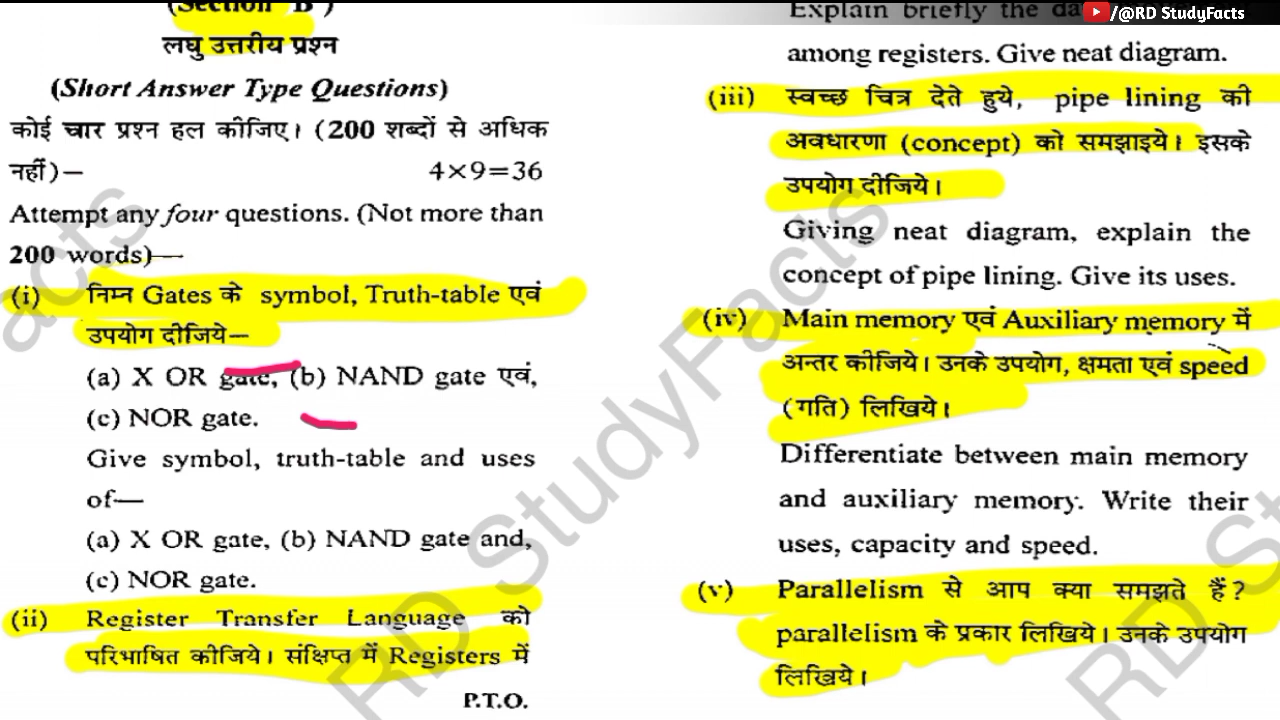 (Section B)
लघु उत्तरीय प्रश्न
(Short Answer Type Questions)
कोई चार प्रश्न हल कीजिए। (200 शब्दों से अधिक
नहीं)— 4×9=36
Attempt any four questions. (Not more than
200 words)—
(i) निम्न Gates के symbol, Truth-table एवं
उपयोग दीजिये—
(a) X OR gate, (b) NAND gate एवं,
(c) NOR gate.
Give symbol, truth-table and uses
of—
(a) X OR gate, (b) NAND gate and,
(c) NOR gate.
(ii) Register Transfer Language को
परिभाषित कीजिये। संक्षिप्त में Registers में
P.T.O.
Explain briefly the
among registers. Give neat diagram.
(iii) स्वच्छ चित्र देते हुये, pipe lining की
अवधारणा (concept) को समझाइये। इसके
उपयोग दीजिये।
Giving neat diagram, explain the
concept of pipe lining. Give its uses.
(iv) Main memory एवं Auxiliary memory में
अन्तर कीजिये। उनके उपयोग, क्षमता एवं speed
(गति) लिखिये।
Differentiate between main memory
and auxiliary memory. Write their
uses, capacity and speed.
(v) Parallelism से आप क्या समझते हैं?
parallelism के प्रकार लिखिये। उनके उपयोग
लिखिये।
/@RD StudyFacts
RD StudyFacts
acts
RD S